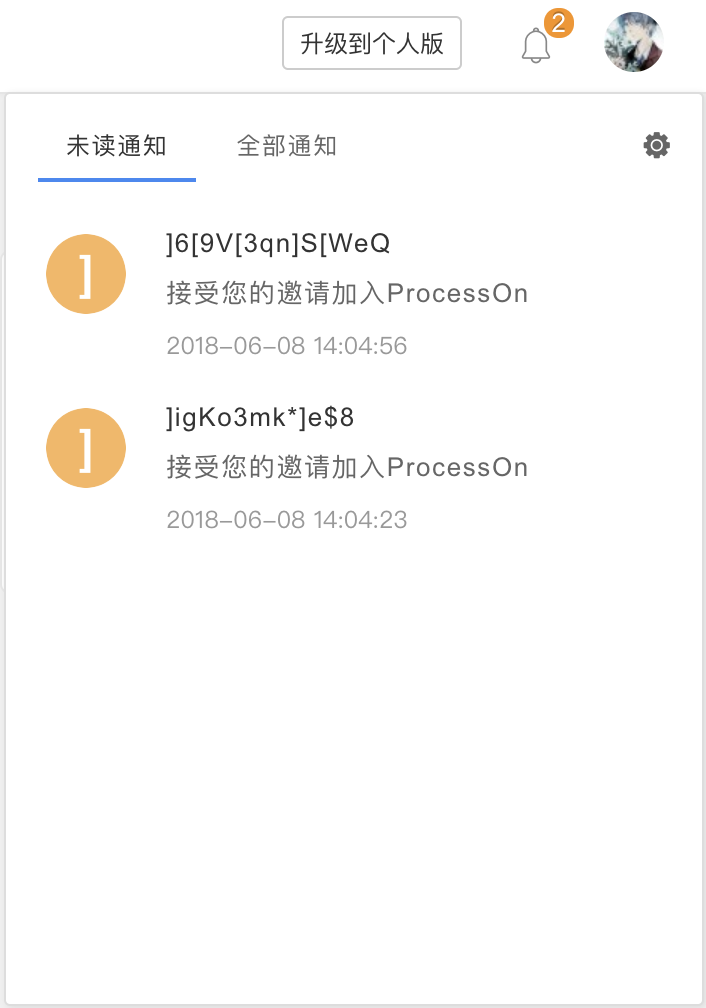 升级到个人版
2
未读通知 全部通知
]
]6[9V[3qn]S[WeQ
接受您的邀请加入ProcessOn
2018-06-08 14:04:56
]
]igKo3mk*]e$8
接受您的邀请加入ProcessOn
2018-06-08 14:04:23